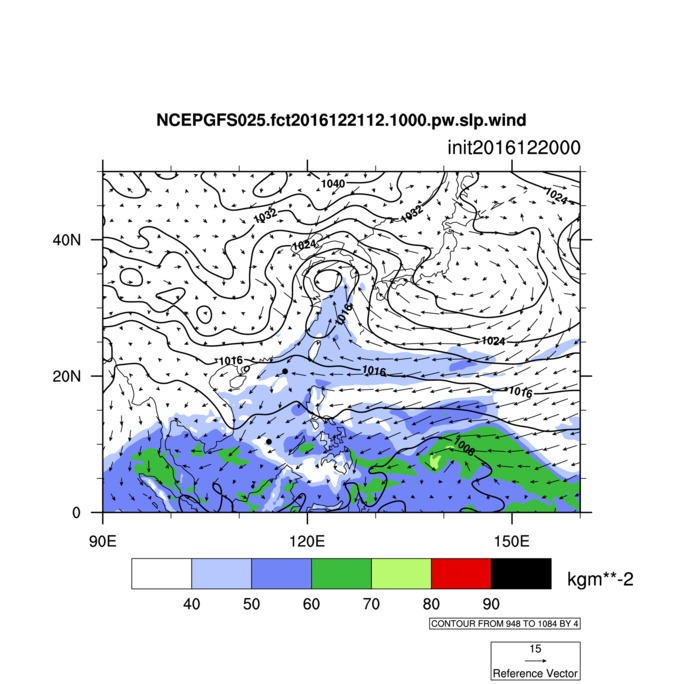 NCEPGFS025.fct2016122112.1000.pw.slp.wind
init2016122000
1040
1024
1032
1032
1024
40N
1016
1024
1016
1016
20N
1016
1008
0
90E 120E 150E
kgm**-2
40 50 60 70 80 90
CONTOUR FROM 948 TO 1084 BY 4
15
Reference Vector